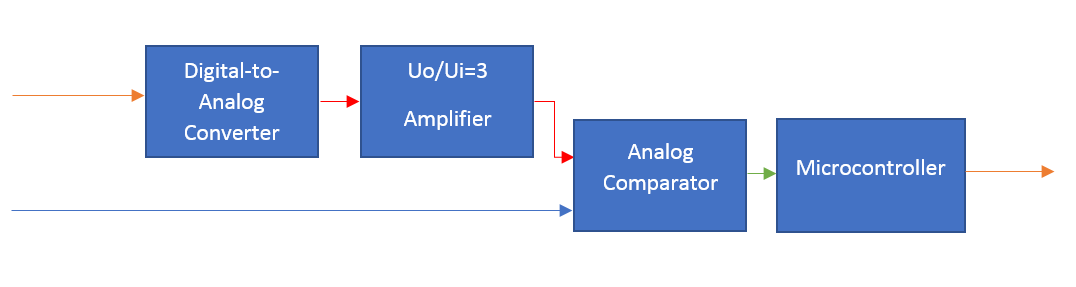 Digital-to-
Analog
Converter
Uo/Ui=3
Amplifier
Analog
Comparator
Microcontroller